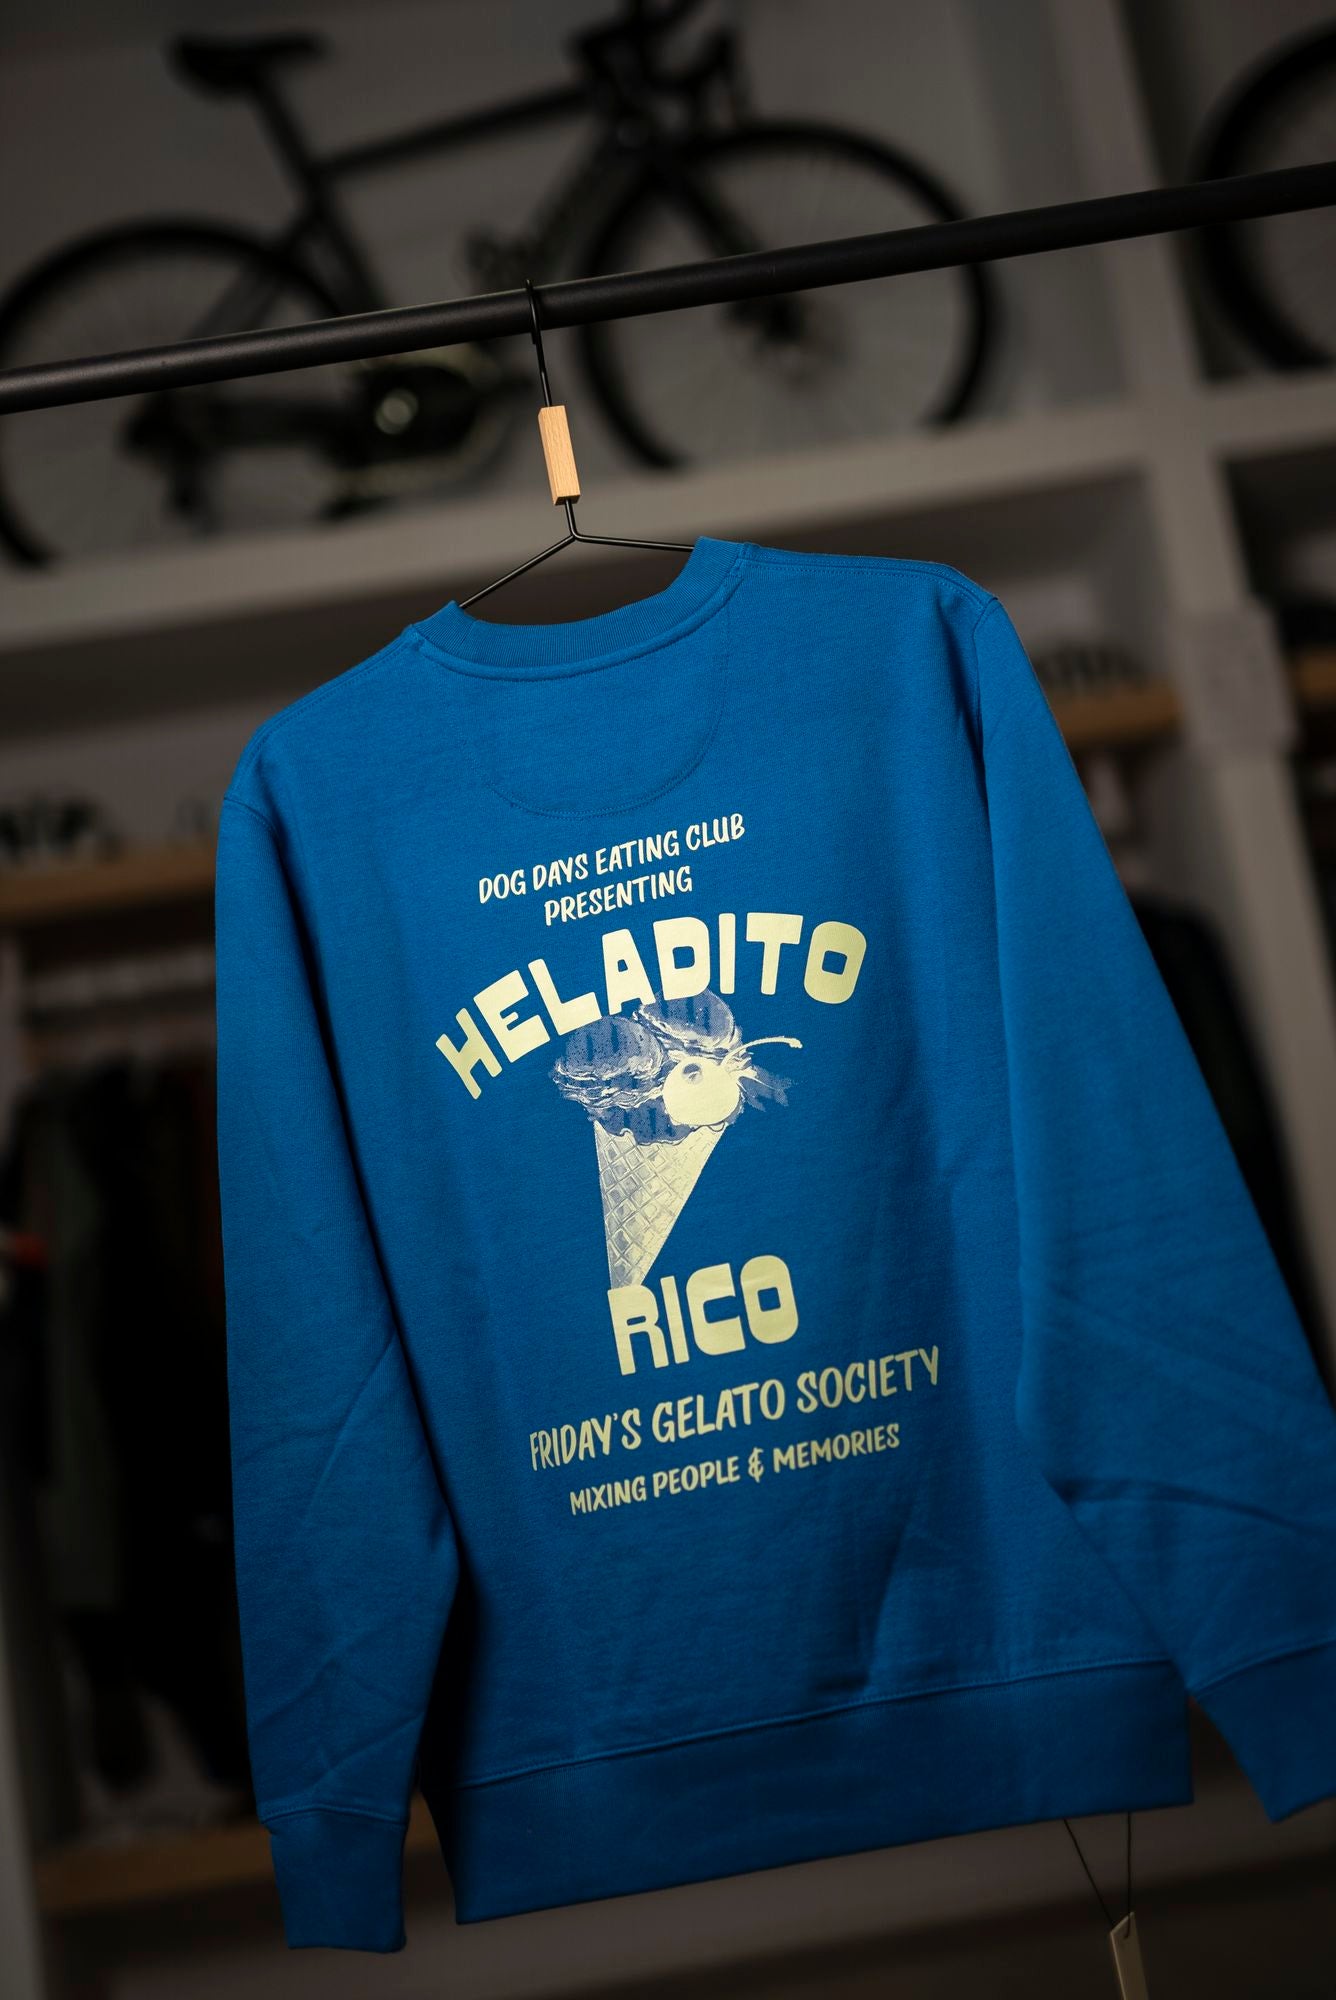 DOG DAYS EATING CLUB
PRESENTING
HELADITO
RICO
FRIDAY'S GELATO SOCIETY
MIXING PEOPLE & MEMORIES